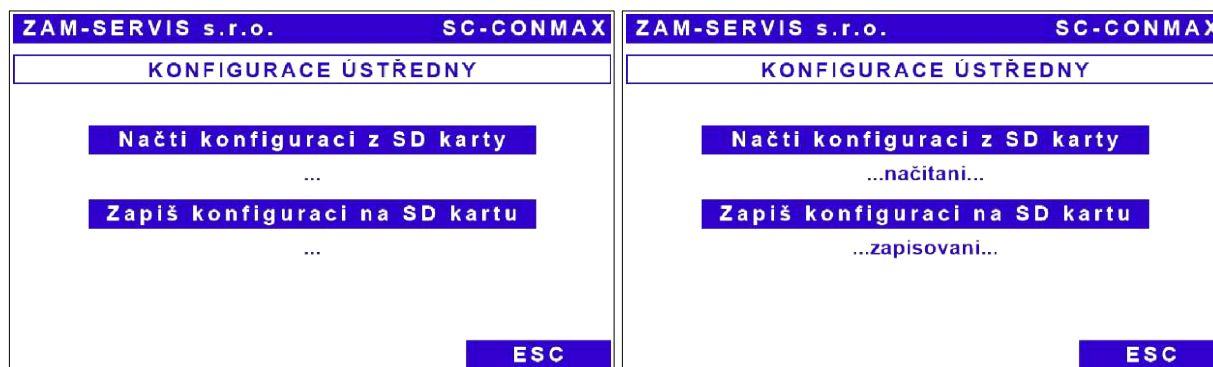 ZAM-SERVIS s.r.o. SC-CONMAX
KONFIGURACE ÚSTŘEDNY
Načti konfiguraci z SD karty
...
Zapiš konfiguraci na SD kartu
...
ESC
ZAM-SERVIS s.r.o. SC-CONMAX
KONFIGURACE ÚSTŘEDNY
Načti konfiguraci z SD karty
...načitani...
Zapiš konfiguraci na SD kartu
...zapisovani...
ESC